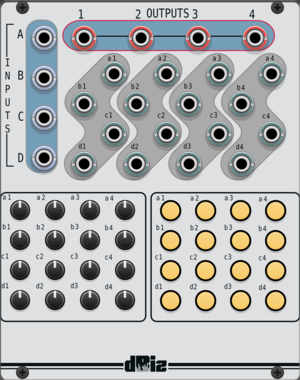 1 2 OUTPUTS 3 4
A
a1 a2 a3 a4
INPUTS
B
b1 b2 b3 b4
C
c1 c2 c3 c4
D
d1 d2 d3 d4
a1 a2 a3 a4
b1 b2 b3 b4
c1 c2 c3 c4
d1 d2 d3 d4
a1 a2 a3 a4
b1 b2 b3 b4
c1 c2 c3 c4
d1 d2 d3 d4